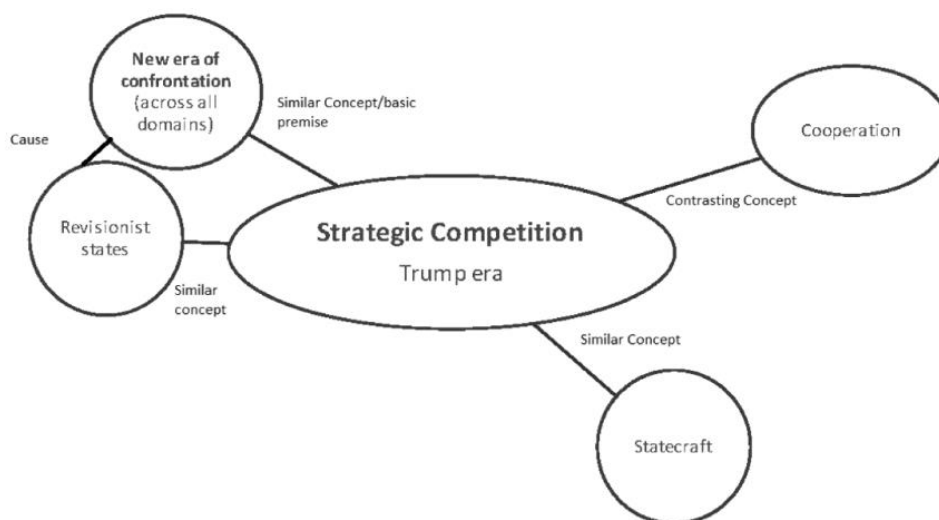 New era of
confrontation
(across all
domains)
Similar Concept/basic
premise
Cause
Cooperation
Revisionist
states
Contrasting Concept
Strategic Competition
Trump era
Similar
concept
Similar Concept
Statecraft